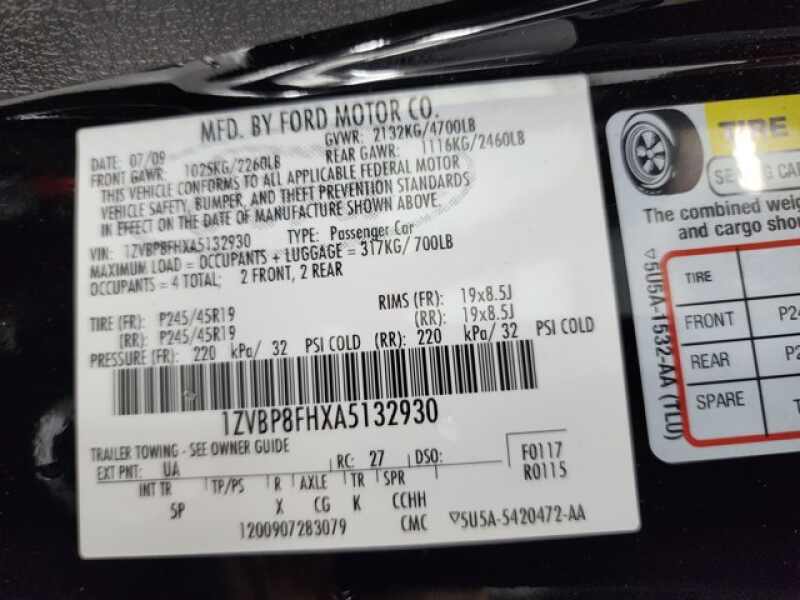 MFD. BY FORD MOTOR CO.
DATE: 07/09 GVWR: 2132KG/4700LB
FRONT GAWR: 1025KG/2260LB REAR GAWR: 1116KG/2460LB
THIS VEHICLE CONFORMS TO ALL APPLICABLE FEDERAL MOTOR
VEHICLE SAFETY, BUMPER, AND THEFT PREVENTION STANDARDS
IN EFFECT ON THE DATE OF MANUFACTURE SHOWN ABOVE.
VIN: 1ZVBP8FHXA5132930 TYPE: Passenger Car
MAXIMUM LOAD = OCCUPANTS + LUGGAGE = 317KG/ 700LB
OCCUPANTS = 4 TOTAL: 2 FRONT, 2 REAR
TIRE (FR): P245/45R19 RIMS (FR): 19x8.5J
(RR): P245/45R19 (RR): 19x8.5J
PRESSURE (FR): 220 kPa/ 32 PSI COLD (RR): 220 kPa/ 32 PSI COLD
1ZVBP8FHXA5132930
TRAILER TOWING - SEE OWNER GUIDE
EXT PNT: UA RC: 27 DSO: F0117
R0115
INT TR TP/PS R AXLE TR SPR
5P X CG K CCHH
1200907283079 CMC ▽5U5A-5420472-AA
TIRE
The combined
and cargo
▽5U5A-1532-AA (TLU)
TIRE
FRONT
REAR
SPARE